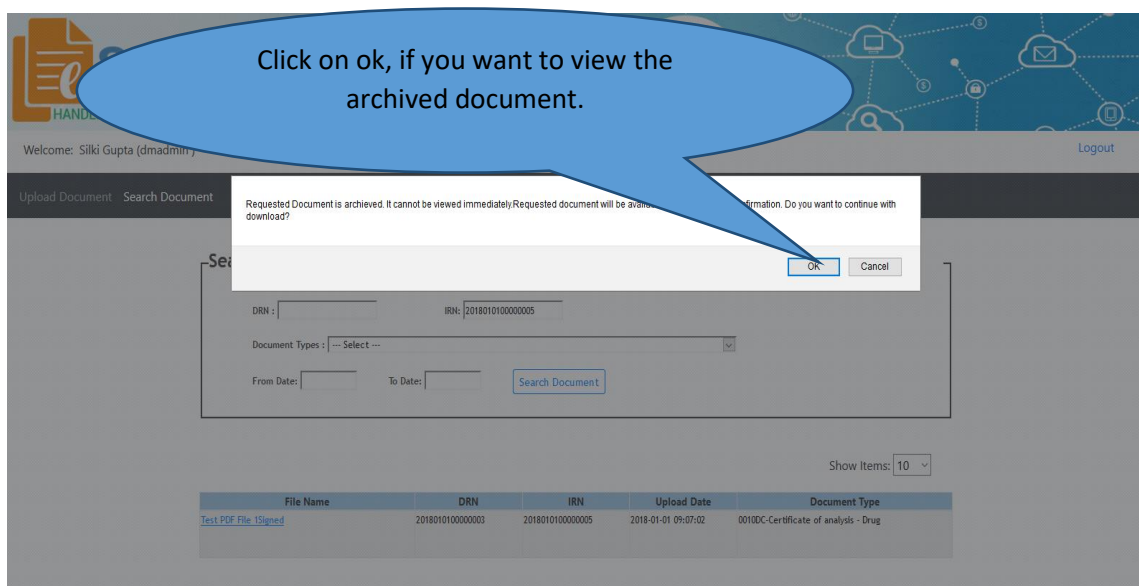 Click on ok, if you want to view the
archived document.
Welcome: Silki Gupta (dmadmin )
Logout
Upload Document Search Document
Requested Document is archieved. It cannot be viewed immediately.Requested document will be Do you want to continue with
download?
OK Cancel
DRN : IRN: 2018010100000005
Document Types : --- Select ---
From Date: To Date: Search Document
Show Items: 10
File Name DRN IRN Upload Date Document Type
Test PDF File 1Signed 2018010100000003 2018010100000005 2018-01-01 09:07:02 0010DC-Certificate of analysis - Drug